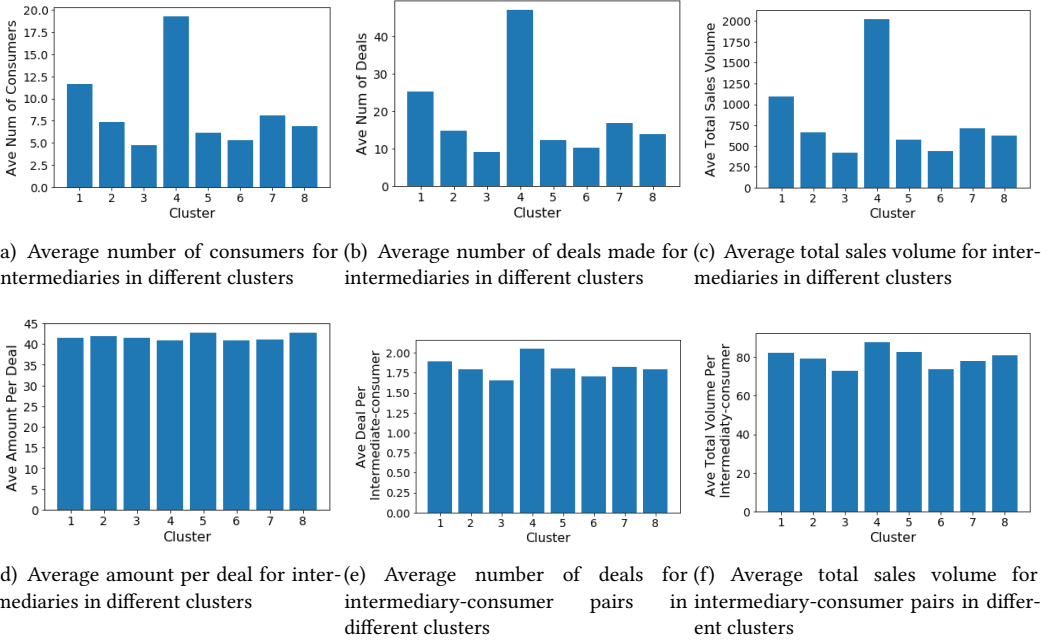 20.0
17.5
15.0
12.5
10.0
7.5
5.0
2.5
0.0
Ave Num of Consumers
1 2 3 4 5 6 7 8
Cluster
40
30
20
10
0
Ave Num of Deals
1 2 3 4 5 6 7 8
Cluster
2000
1750
1500
1250
1000
750
500
250
0
Ave Total Sales Volume
1 2 3 4 5 6 7 8
Cluster
a) Average number of consumers for
ntermediaries in different clusters
(b) Average number of deals made for
intermediaries in different clusters
(c) Average total sales volume for inter-
mediaries in different clusters
45
40
35
30
25
20
15
10
5
0
Ave Amount Per Deal
1 2 3 4 5 6 7 8
Cluster
2.00
1.75
1.50
1.25
1.00
0.75
0.50
0.25
0.00
Ave Deal Per
Intermediate-consumer
1 2 3 4 5 6 7 8
Cluster
80
60
40
20
0
Ave Total Volume Per
Intermediaty-consumer
1 2 3 4 5 6 7 8
Cluster
d) Average amount per deal for inter-
mediaries in different clusters
(e) Average number of deals for
intermediary-consumer pairs in
different clusters
(f) Average total sales volume for
intermediary-consumer pairs in differ-
ent clusters